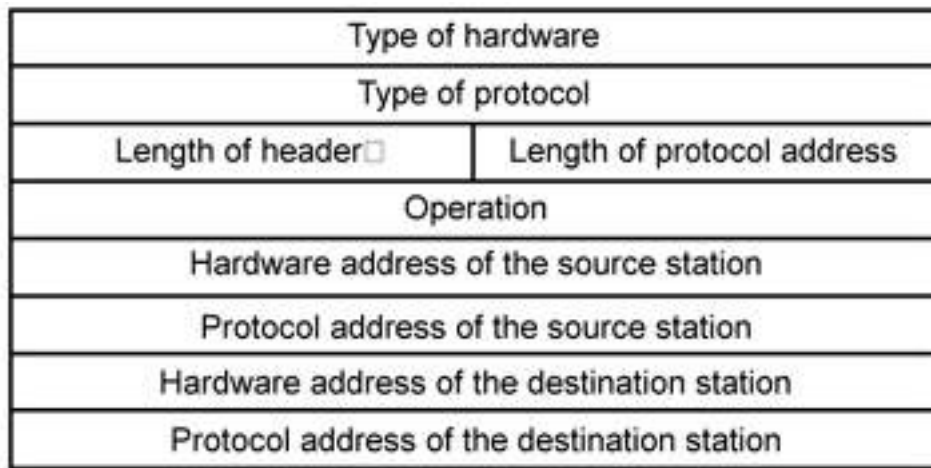 Type of hardware
Type of protocol
Length of header□ Length of protocol address
Operation
Hardware address of the source station
Protocol address of the source station
Hardware address of the destination station
Protocol address of the destination station